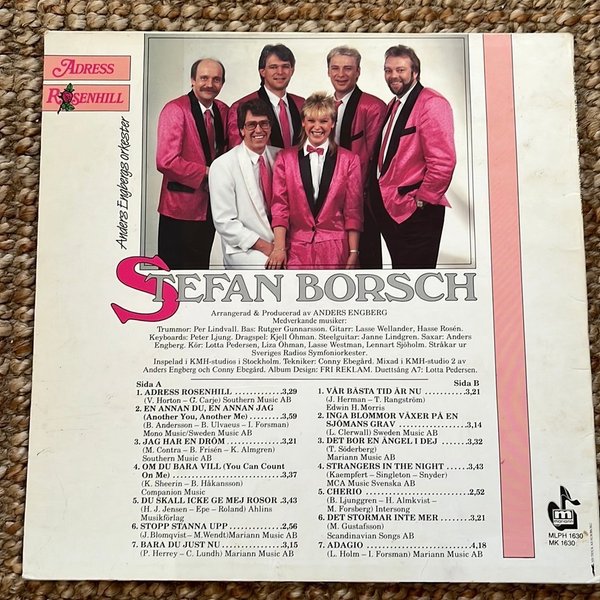 ADRESS
ROSENHILL
Anders Engbergs orkester
STEFAN BORSCH
Arrangerad & Producerad av ANDERS ENGBERG
Medverkande musiker:
Trummor: Per Lindvall. Bas: Rutger Gunnarsson. Gitarr: Lasse Wellander, Hasse Rosén.
Keyboards: Peter Ljung. Dragspel: Kjell Öhman. Steelguitar: Janne Lindgren. Saxar: Anders
Engberg. Kör: Lotta Pedersen, Liza Öhman, Lasse Westman, Lennart Sjöholm. Stråkar ur
Sveriges Radios Symfoniorkester.
Inspelad i KMH-studios i Stockholm. Tekniker: Conny Ebegård. Mixad i KMH-studio 2 av
Anders Engberg och Conny Ebegård. Album Design: FRI REKLAM. Duettsång A7: Lotta Pedersen.
Sida A
1. ADRESS ROSENHILL 3,29
(V. Horton – G. Carje) Southern Music AB
2. EN ANNAN DU, EN ANNAN JAG
(Another You, Another Me) 3,59
(B. Andersson – B. Ulvaeus – I. Forsman)
Mono Music/Sweden Music AB
3. JAG HAR EN DRÖM 3,21
(M. Contra – B. Frisén – K. Almgren)
Southern Music AB
4. OM DU BARA VILL (You Can Count
On Me) 3,37
(K. Sheerin – B. Håkansson)
Companion Music
5. DU SKALL ICKE GE MEJ ROSOR 3,43
(H. J. Jensen – Epe – Roland) Ahlins
Musikförlag
6. STOPP STANNA UPP 2,56
(J. Blomqvist – M. Wendt) Mariann Music AB
7. BARA DU JUST NU 3,15
(P. Herrey – C. Lundh) Mariann Music AB
Sida B
1. VÅR BÄSTA TID ÄR NU 3,21
(J. Herman – T. Rangström)
Edwin H. Morris
2. INGA BLOMMOR VÄXER PÅ EN
SJÖMANS GRAV 3,14
(L. Clerwall) Sweden Music AB
3. DET BOR EN ÄNGEL I DEJ 3,32
(T. Söderberg)
Mariann Music AB
4. STRANGERS IN THE NIGHT 3,43
(Kaempfert – Singleton – Snyder)
MCA Music Svenska AB
5. CHERIO 2,52
(B. Ljunggren – H. Almkvist –
M. Forsberg) Intersong
6. DET STORMAR INTE MER 3,21
(M. Gustafsson)
Scandinavian Songs AB
7. ADAGIO 4,18
(L. Holm – I. Forsman) Mariann Music AB
m
mariann
MLPH 1630
MK 1630